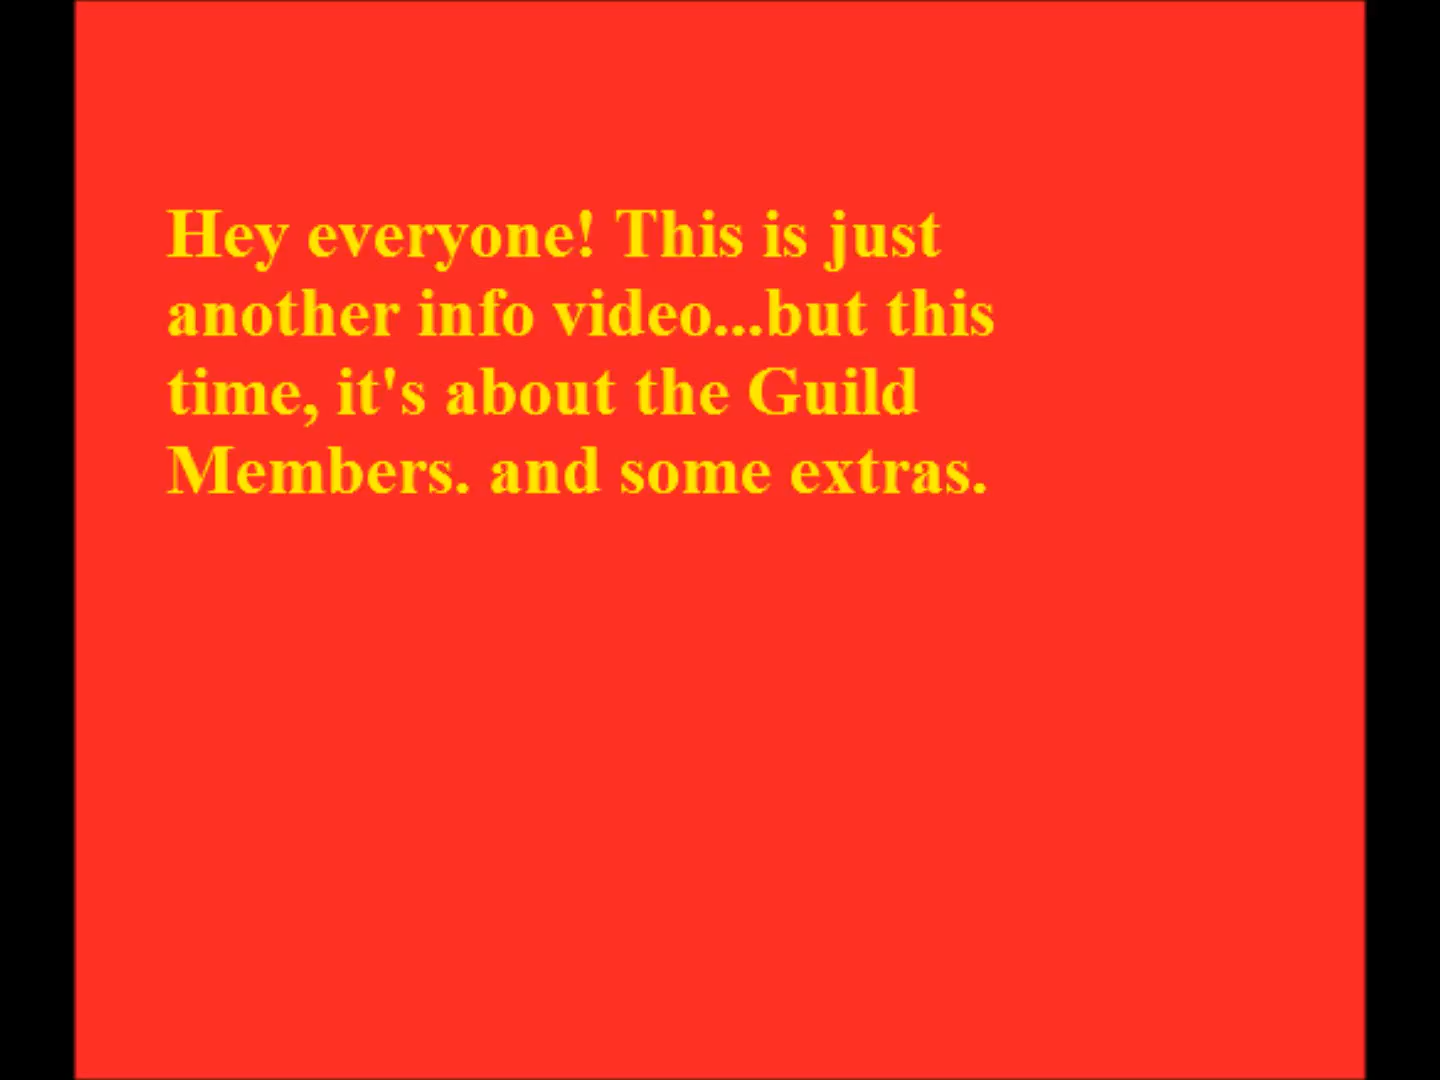 Hey everyone! This is just
another info video...but this
time, it's about the Guild
Members. and some extras.